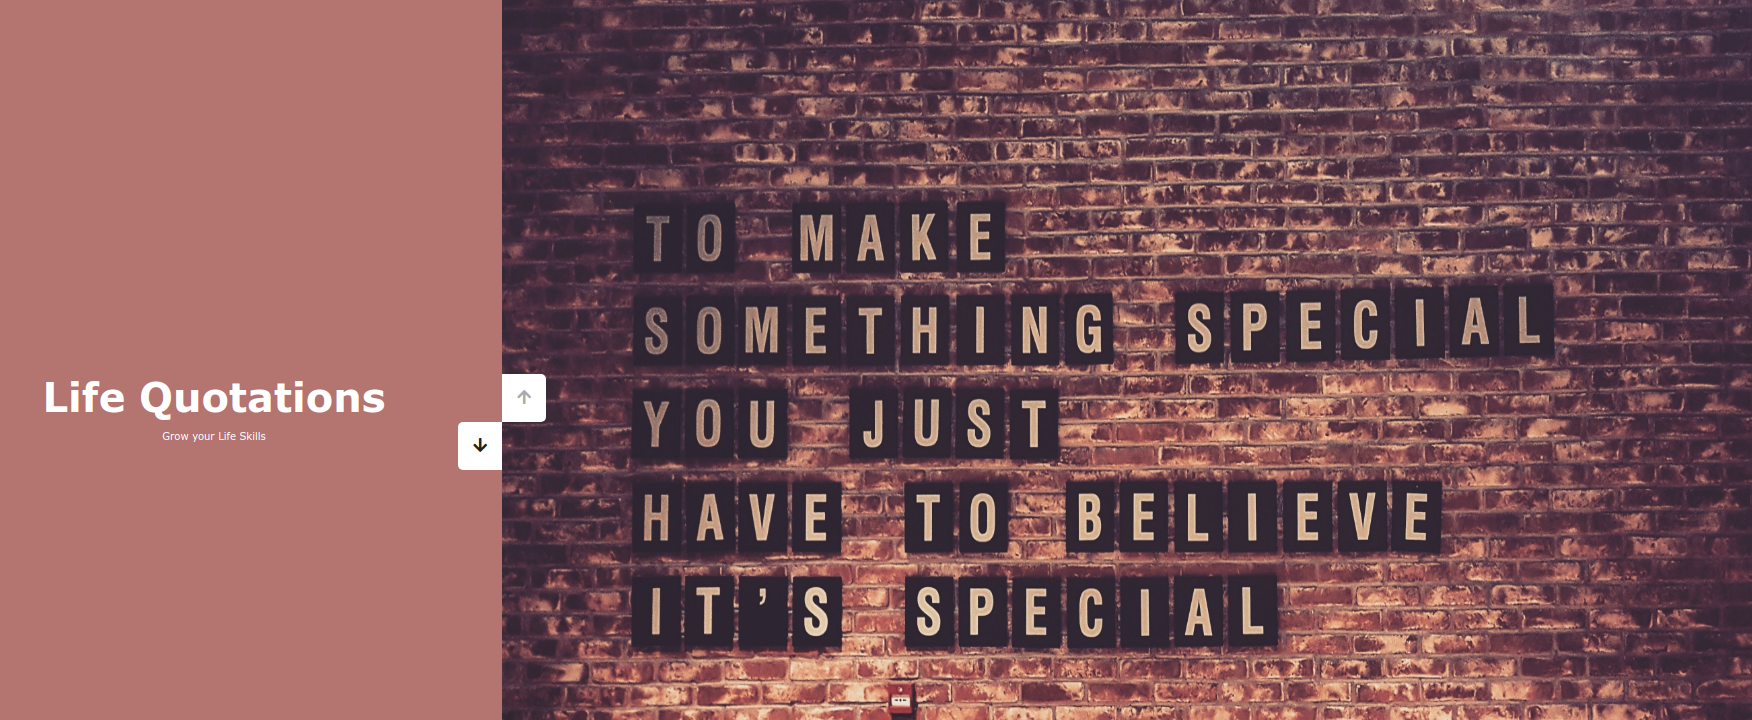 Life Quotations
Grow your Life Skills
TO MAKE
SOMETHING SPECIAL
YOU JUST
HAVE TO BELIEVE
IT'S SPECIAL